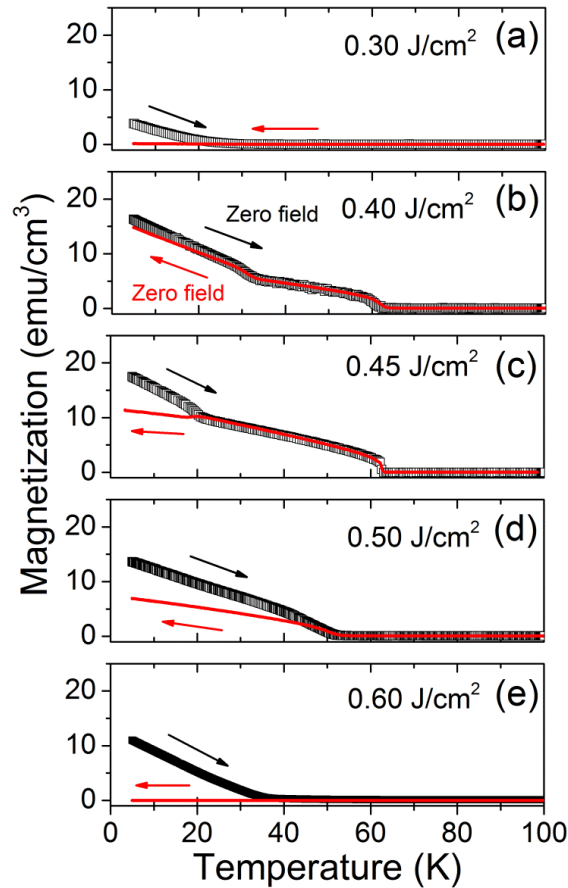 20
10
0
0.30 J/cm² (a)
20
10
0
Zero field
Zero field
0.40 J/cm² (b)
20
10
0
0.45 J/cm² (c)
20
10
0
0.50 J/cm² (d)
20
10
0
0.60 J/cm² (e)
0 20 40 60 80 100
Temperature (K)
Magnetization (emu/cm³)